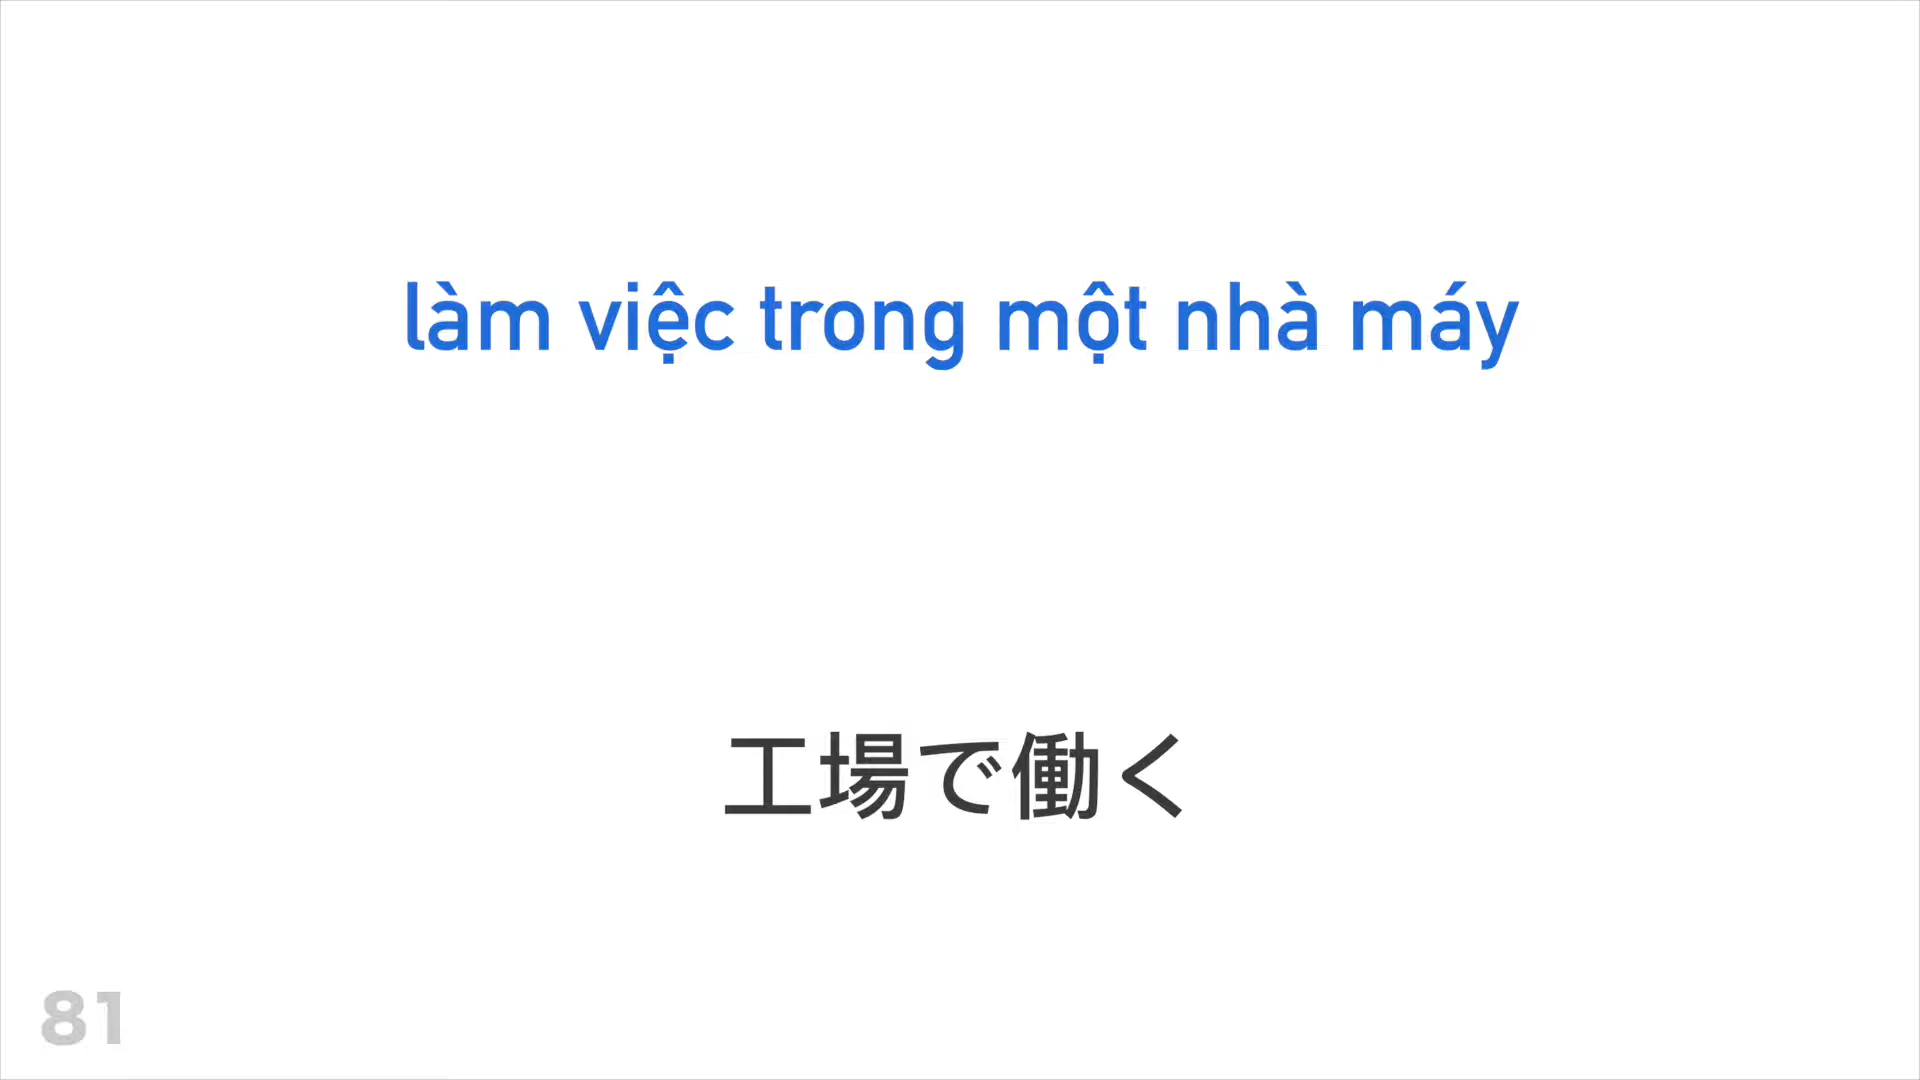 làm việc trong một nhà máy
工場で働く
81